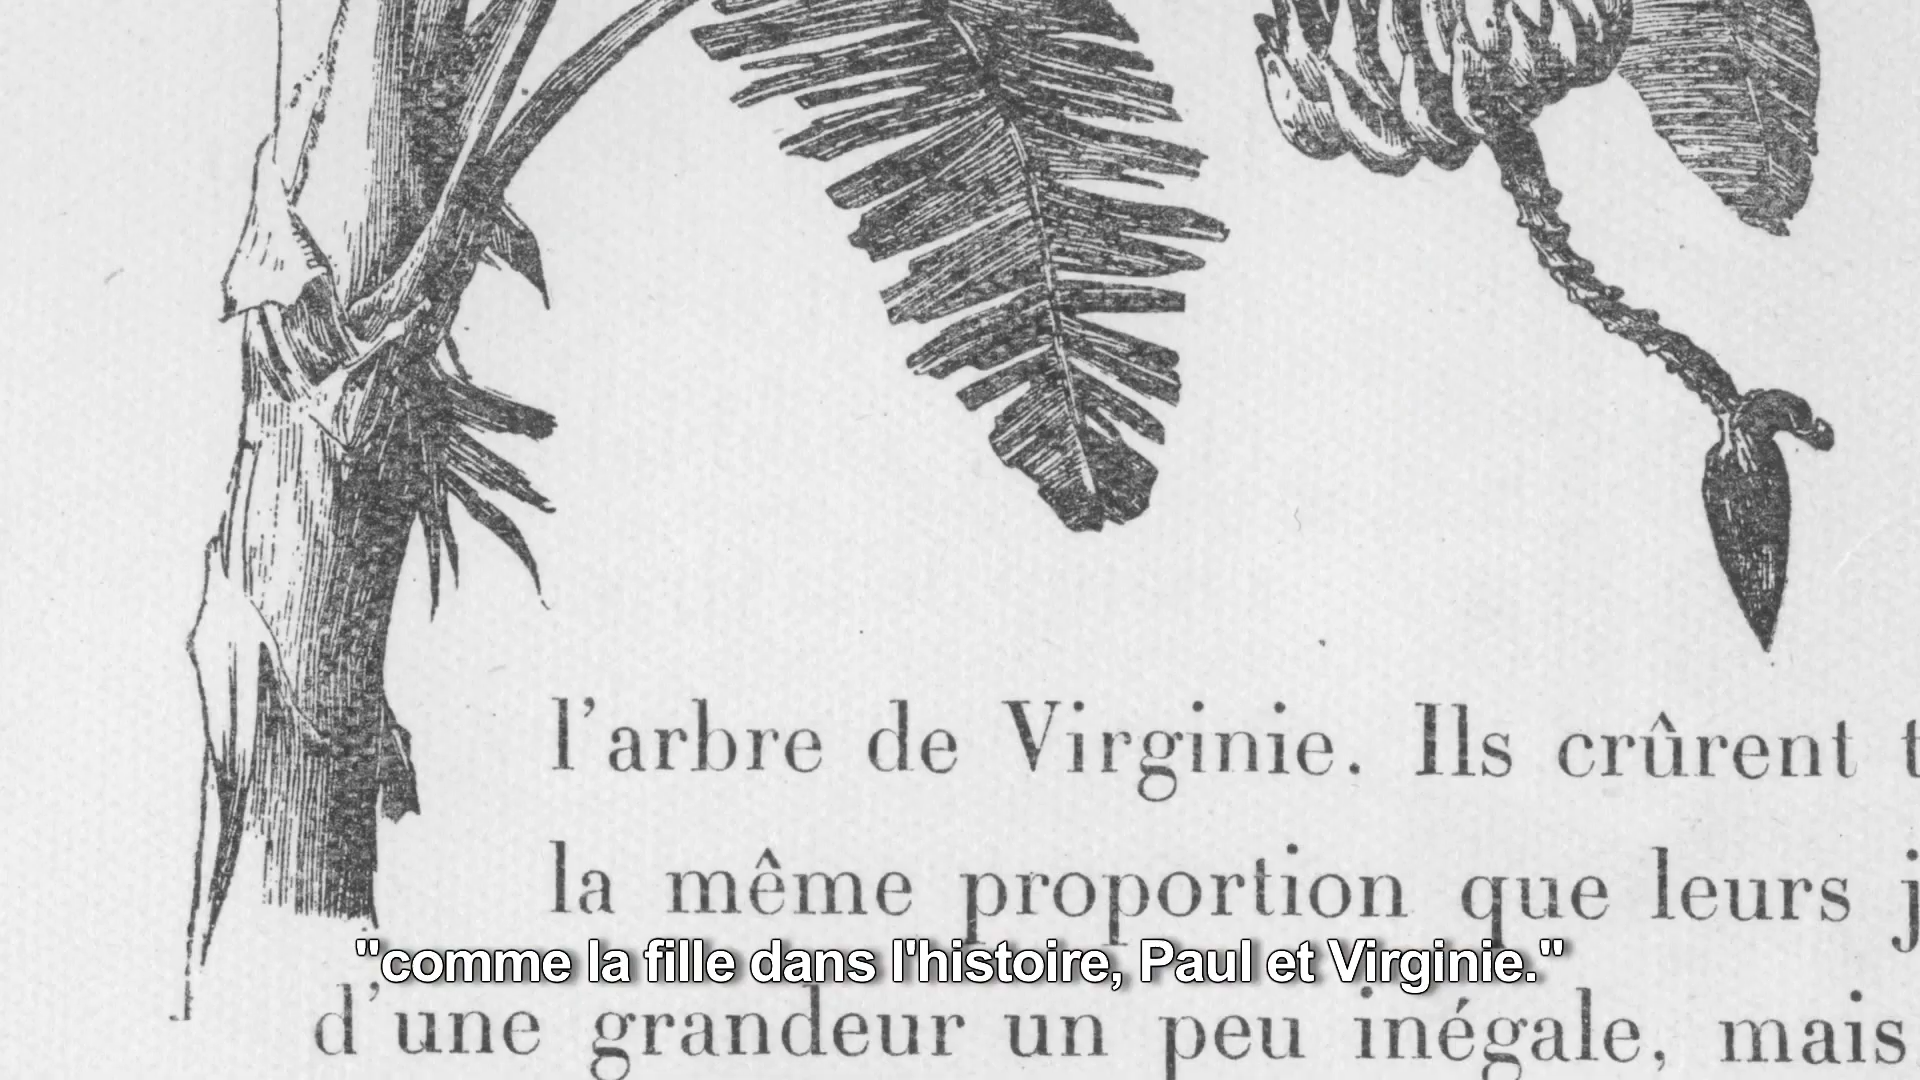 l'arbre de Virginie. Ils crûrent
la même proportion que leurs
"comme la fille dans l'histoire, Paul et Virginie."
d'une grandeur un peu inégale, mais